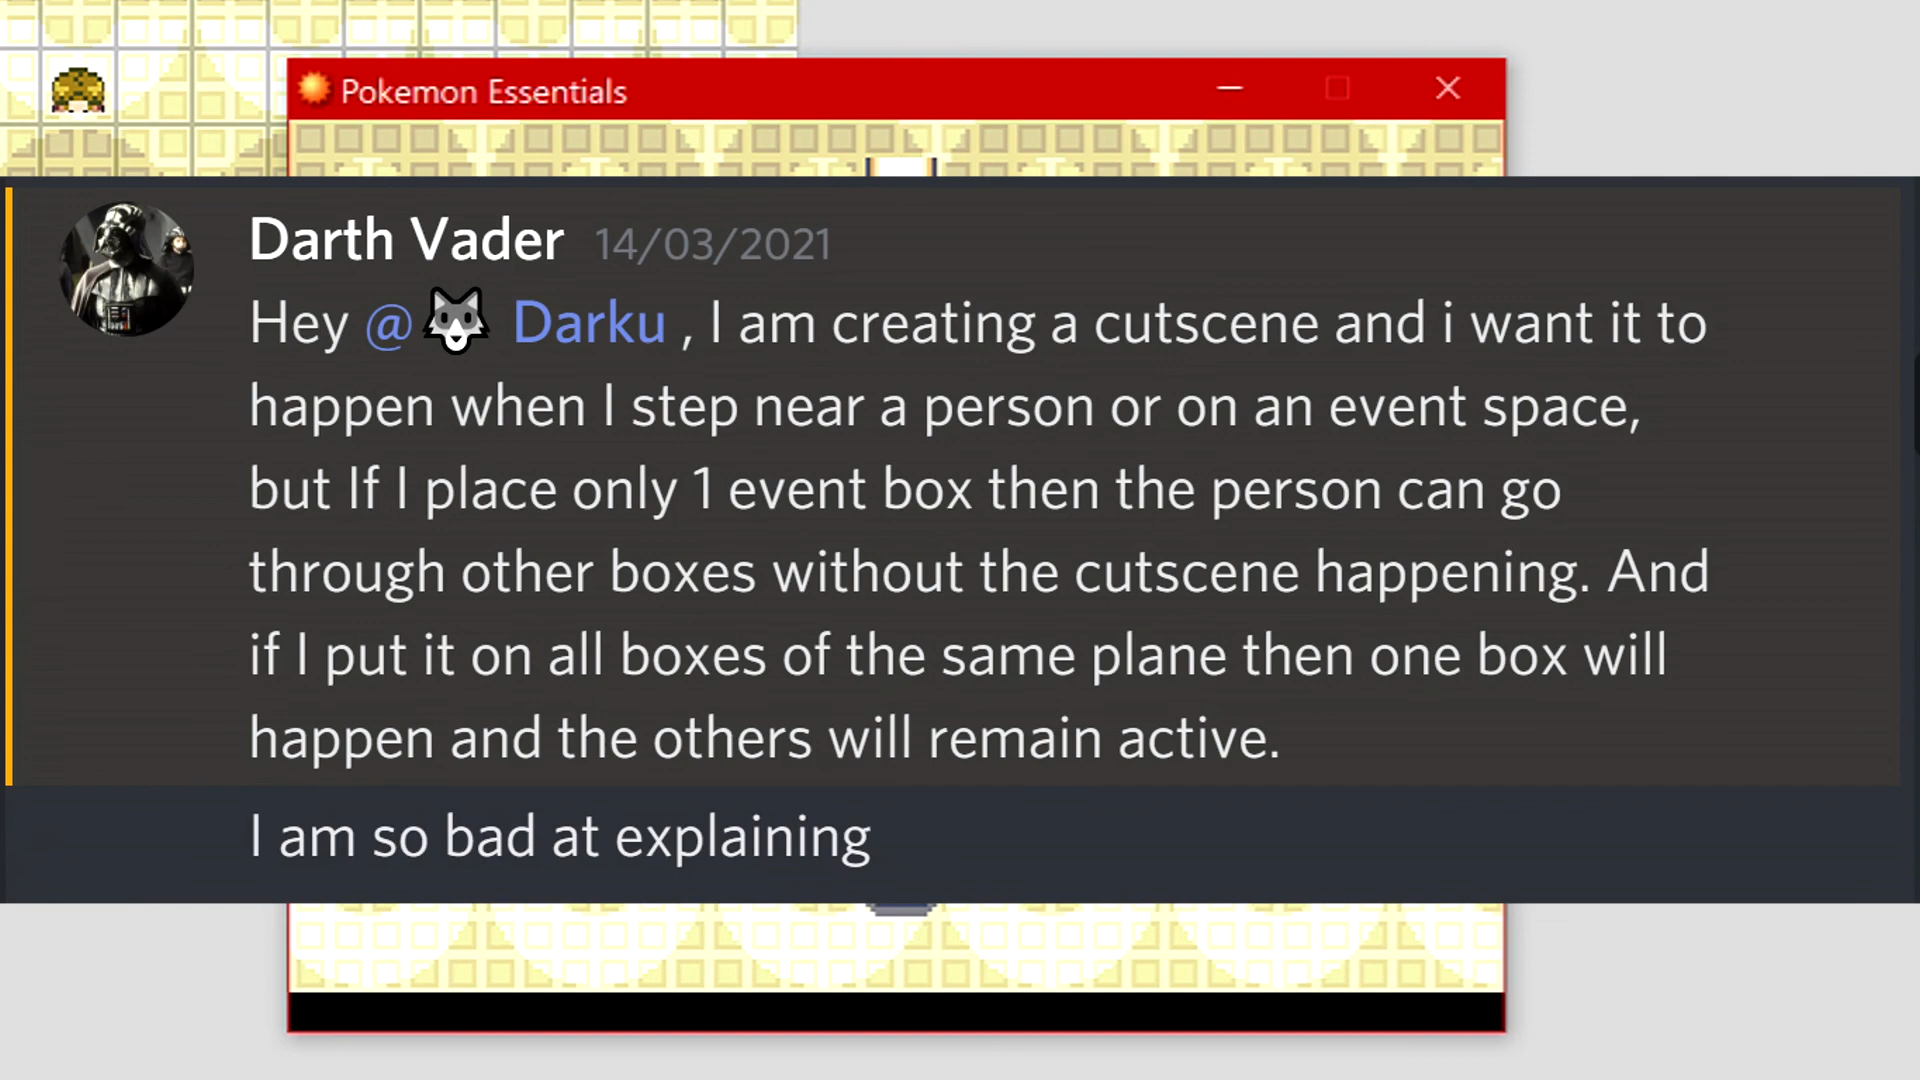 Pokemon Essentials
Darth Vader 14/03/2021
Hey @🐺 Darku , I am creating a cutscene and i want it to
happen when I step near a person or on an event space,
but If I place only 1 event box then the person can go
through other boxes without the cutscene happening. And
if I put it on all boxes of the same plane then one box will
happen and the others will remain active.
I am so bad at explaining